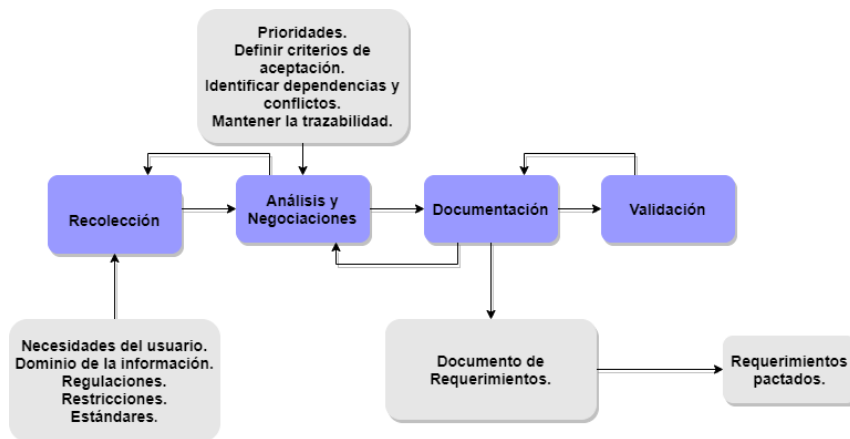 Prioridades.
Definir criterios de
aceptación.
Identificar dependencias y
conflictos.
Mantener la trazabilidad.
Recolección
Análisis y
Negociaciones
Documentación
Validación
Necesidades del usuario.
Dominio de la información.
Regulaciones.
Restricciones.
Estándares.
Documento de
Requerimientos.
Requerimientos
pactados.